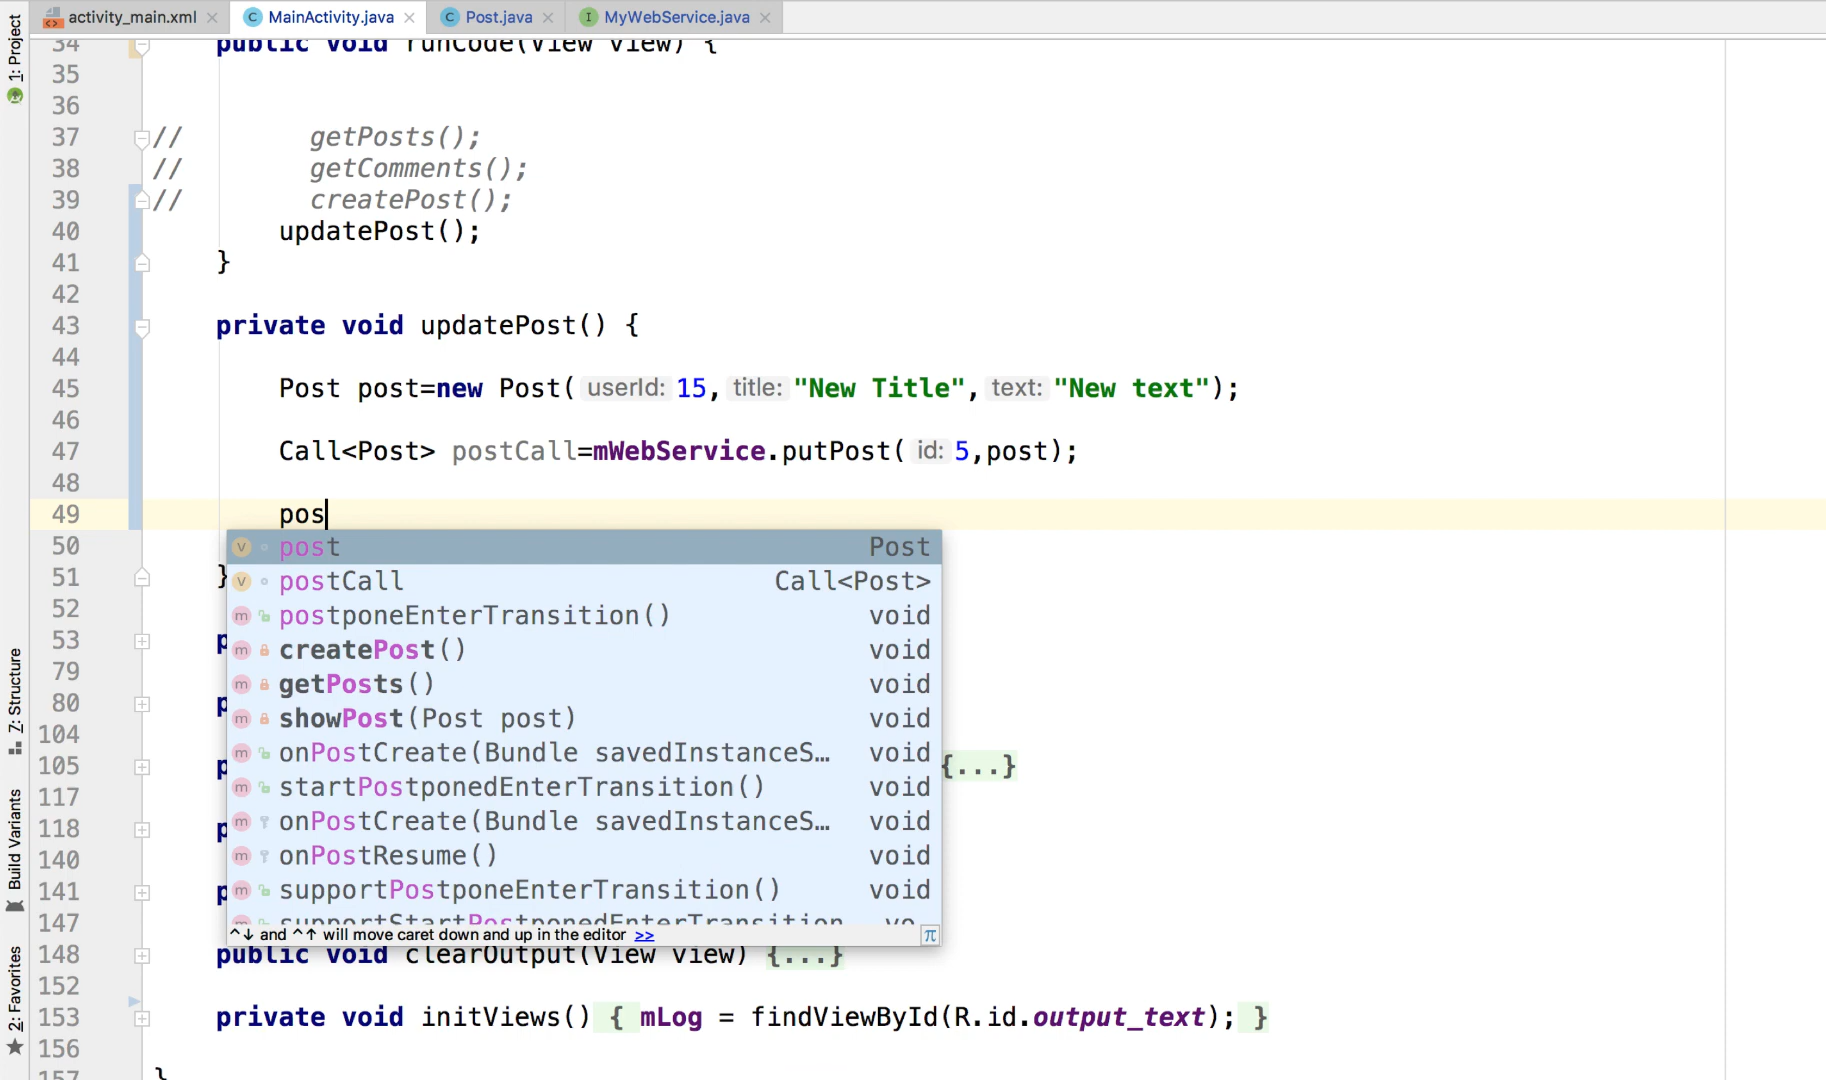 activity_main.xml MainActivity.java Post.java MyWebService.java
1: Project
34 public void runCode(View view) {
35
36
37 // getPosts();
38 // getComments();
39 // createPost();
40 updatePost();
41 }
42
43 private void updatePost() {
44
45 Post post=new Post( userId: 15, title: "New Title", text: "New text");
46
47 Call<Post> postCall=mWebService.putPost( id: 5,post);
48
49 pos
50 post Post
51 } postCall Call<Post>
52 postponeEnterTransition() void
53 p createPost() void
79 getPosts() void
80 p showPost(Post post) void
104 onPostCreate(Bundle savedInstanceS… void
105 p {...}
117 startPostponedEnterTransition() void
118 p onPostCreate(Bundle savedInstanceS… void
140 onPostResume() void
141 p supportPostponeEnterTransition() void
147 supportStartPostponedEnterTransition vo
^↓ and ^↑ will move caret down and up in the editor >> π
148 public void clearOutput(View view) {...}
152
153 private void initViews() { mLog = findViewById(R.id.output_text); }
156
157 }
Z: Structure
Build Variants
2: Favorites